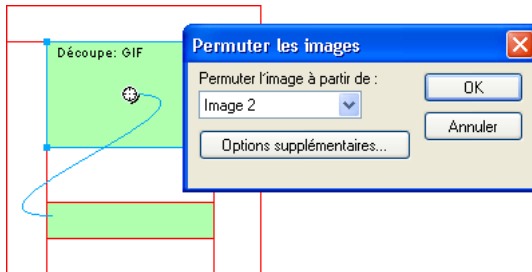 Découpe: GIF
Permuter les images
Permuter l'image à partir de :
Image 2
OK
Annuler
Options supplémentaires...